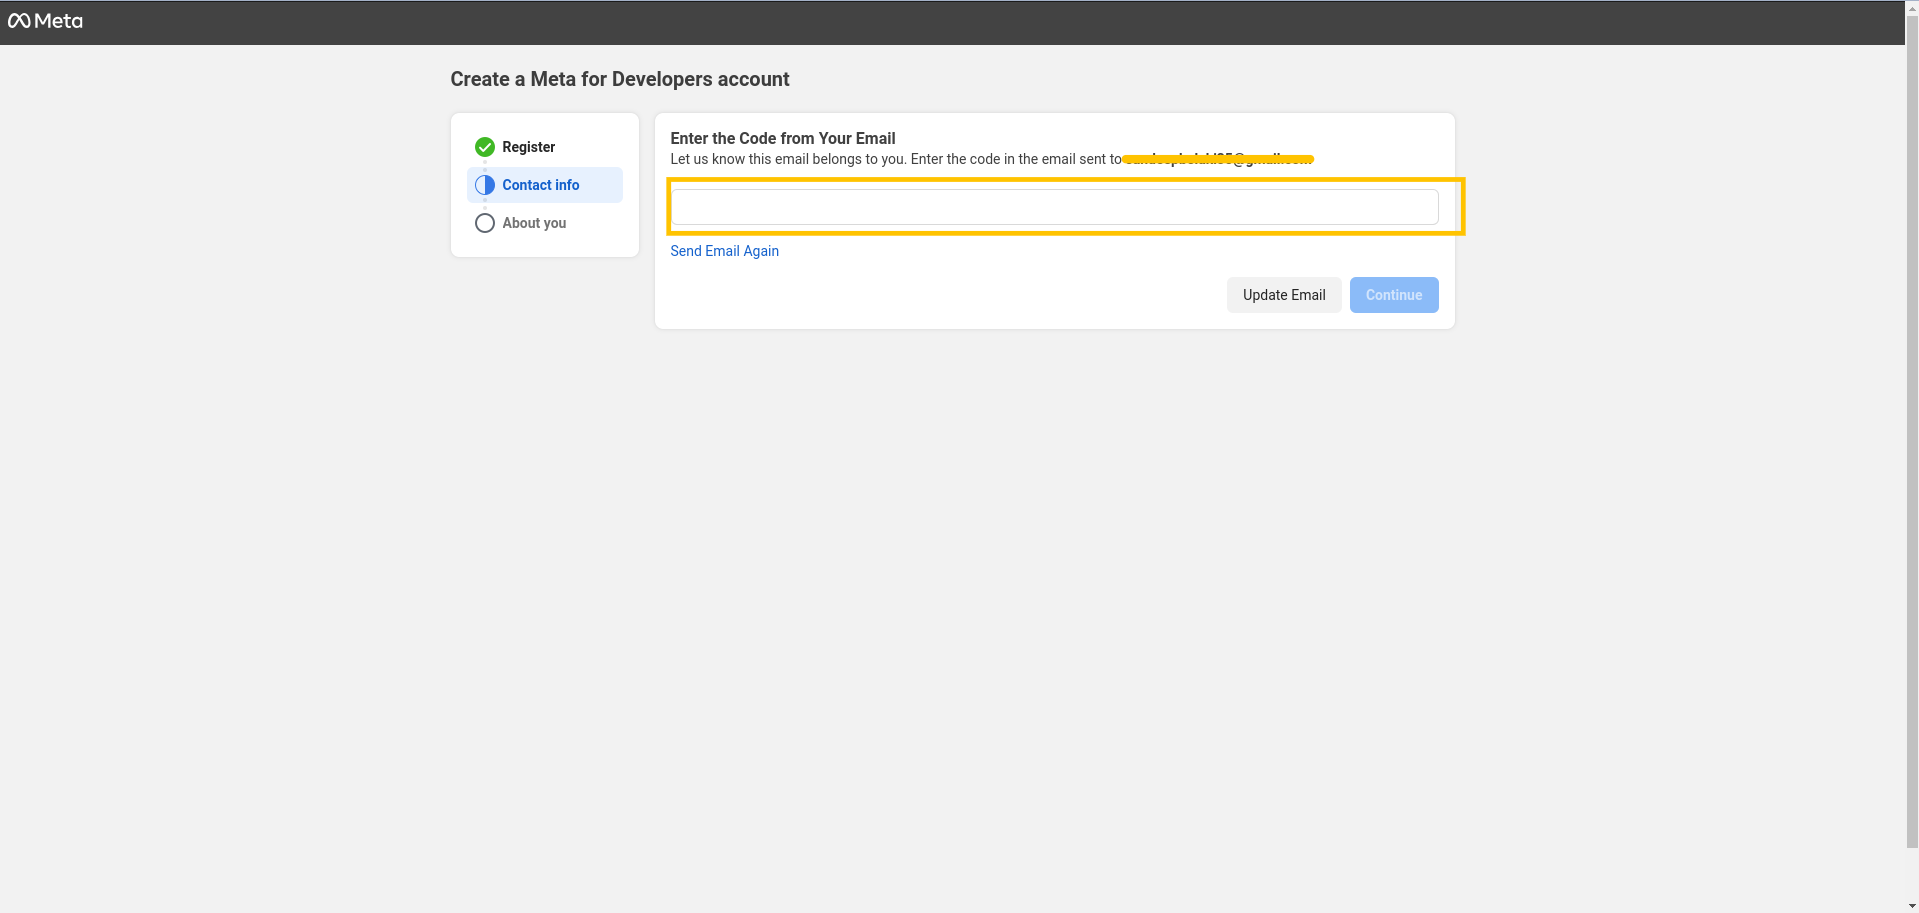 Meta
Create a Meta for Developers account
Register
Contact info
About you
Enter the Code from Your Email
Let us know this email belongs to you. Enter the code in the email sent to
Send Email Again
Update Email
Continue